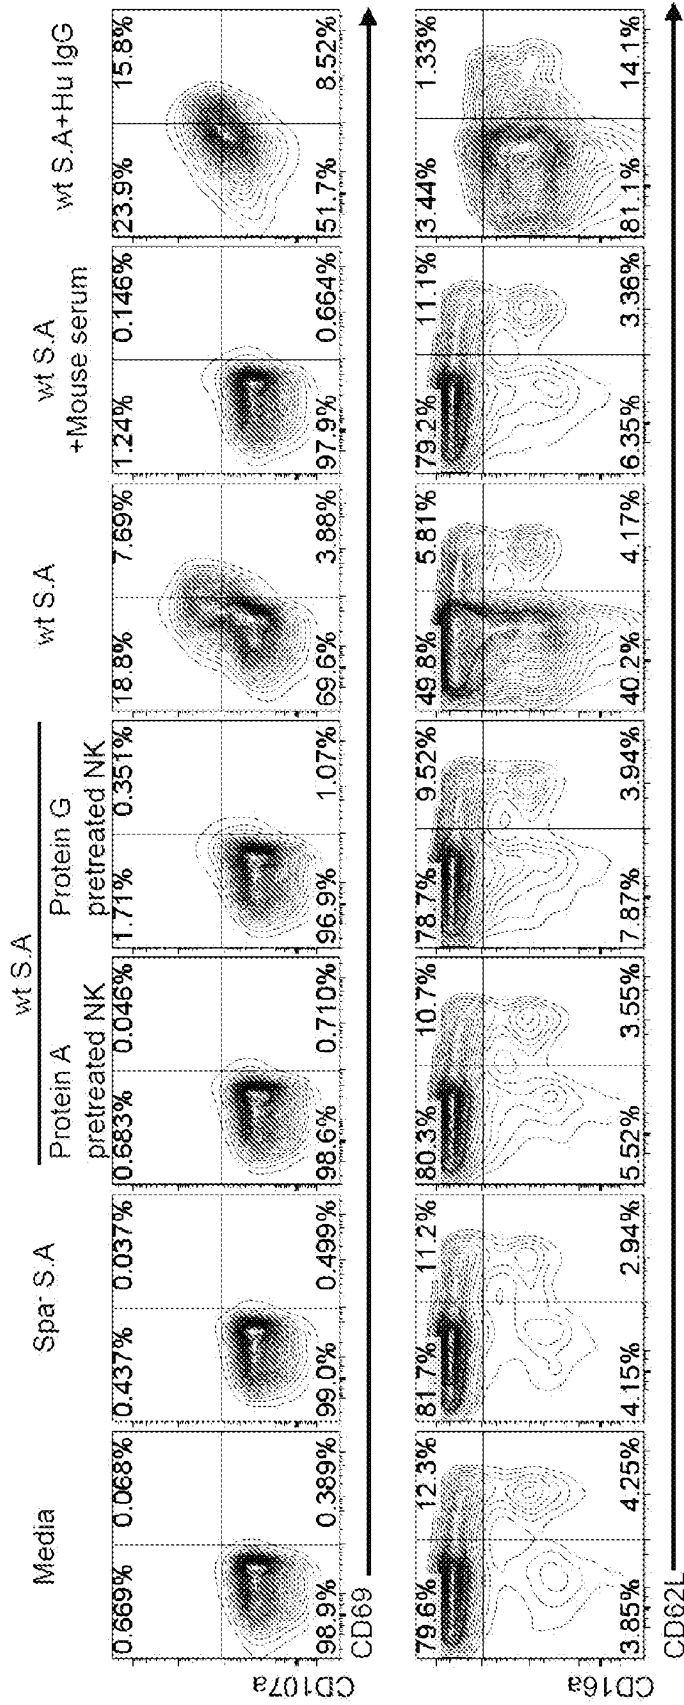 Media
Spa- S.A
wt S.A
Protein A
pretreated NK
Protein G
pretreated NK
wt S.A
wt S.A
+Mouse serum
wt S.A+Hu IgG
0.669% 0.068%
98.9% 0.389%
0.437% 0.037%
99.0% 0.499%
0.683% 0.046%
98.6% 0.710%
1.71% 0.351%
96.9% 1.07%
18.8% 7.69%
69.6% 3.88%
1.24% 0.146%
97.9% 0.664%
23.9% 15.8%
51.7% 8.52%
CD107a
CD69
79.6% 12.3%
3.85% 4.25%
81.7% 11.2%
4.15% 2.94%
80.3% 10.7%
5.52% 3.55%
78.7% 9.52%
7.87% 3.94%
49.8% 5.81%
40.2% 4.17%
79.2% 11.1%
6.35% 3.36%
3.44% 1.33%
81.1% 14.1%
CD16a
CD62L